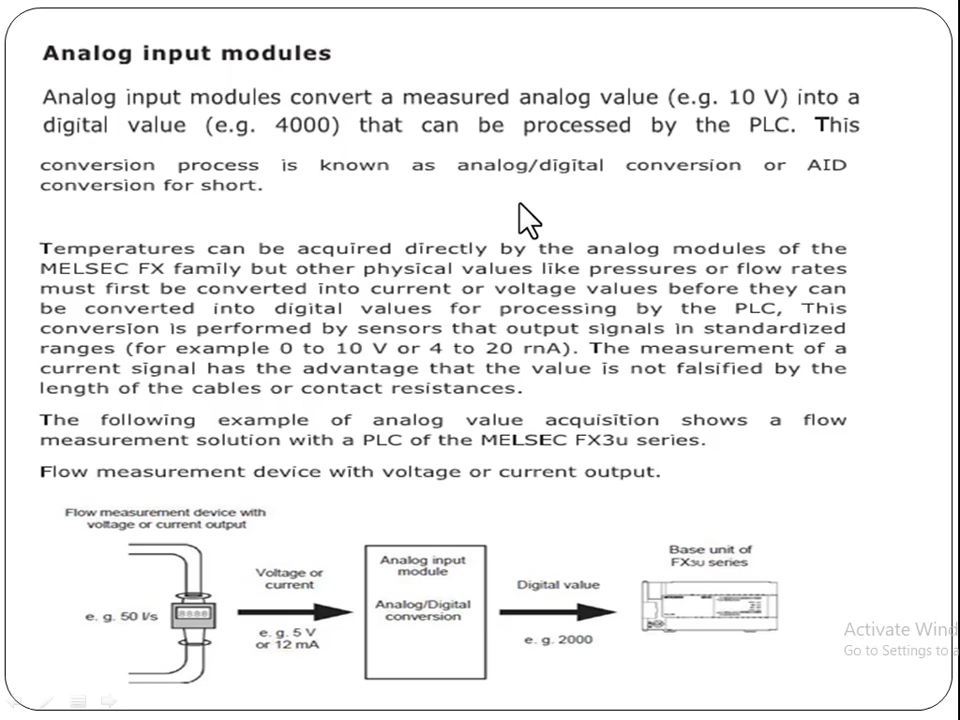 Analog input modules
Analog input modules convert a measured analog value (e.g. 10 V) into a
digital value (e.g. 4000) that can be processed by the PLC. This
conversion process is known as analog/digital conversion or AID
conversion for short.
Temperatures can be acquired directly by the analog modules of the
MELSEC FX family but other physical values like pressures or flow rates
must first be converted into current or voltage values before they can
be converted into digital values for processing by the PLC, This
conversion is performed by sensors that output signals in standardized
ranges (for example 0 to 10 V or 4 to 20 rnA). The measurement of a
current signal has the advantage that the value is not falsified by the
length of the cables or contact resistances.
The following example of analog value acquisition shows a flow
measurement solution with a PLC of the MELSEC FX3u series.
Flow measurement device with voltage or current output.
Flow measurement device with
voltage or current output
e. g. 50 l/s
8888
Voltage or
current
e. g. 5 V
or 12 mA
Analog input
module
Analog/Digital
conversion
Digital value
e. g. 2000
Base unit of
FX3U series
Activate Wind
Go to Settings to a